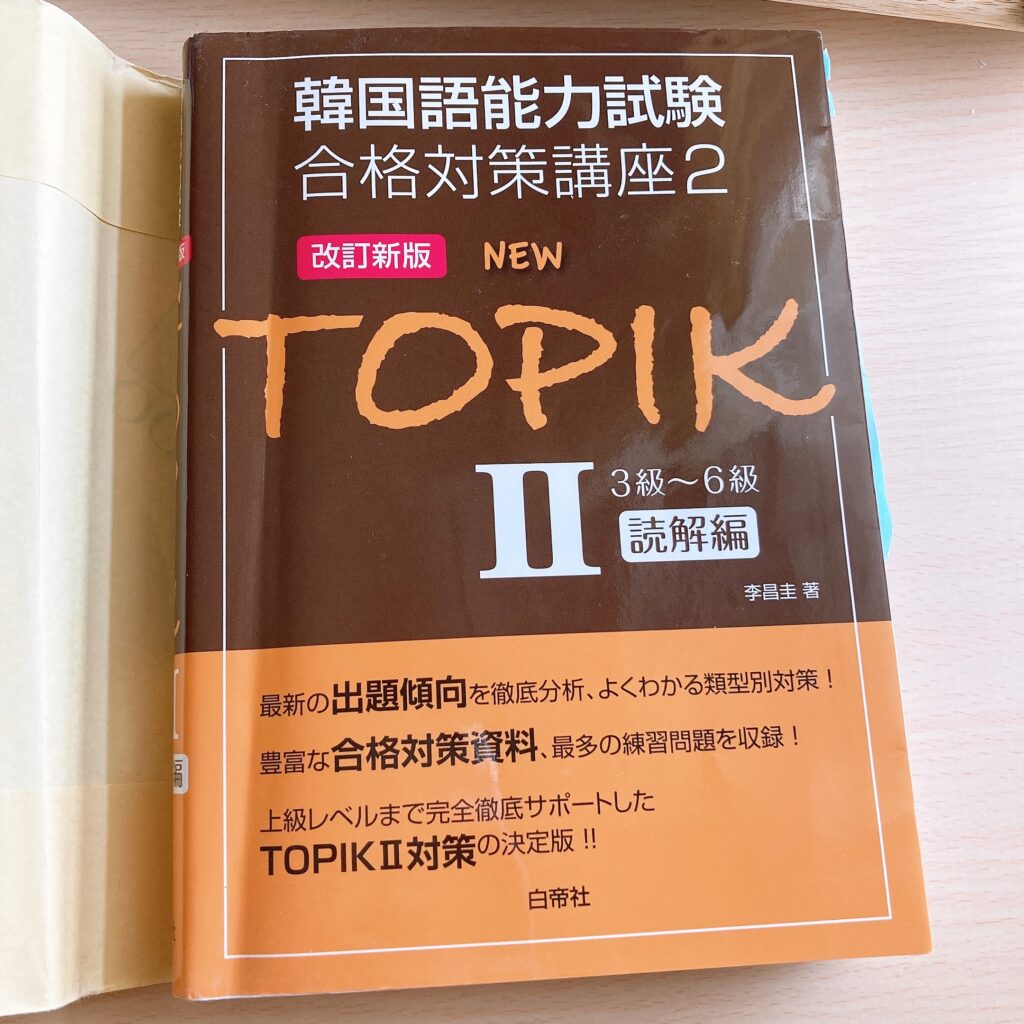 韓国語能力試験
合格対策講座2
改訂新版 NEW
TOPIK
II
3級〜6級
読解編
李昌圭 著
最新の出題傾向を徹底分析、よくわかる類型別対策！
豊富な合格対策資料、最多の練習問題を収録！
上級レベルまで完全徹底サポートした
TOPIKⅡ対策の決定版!!
白帝社
版
編